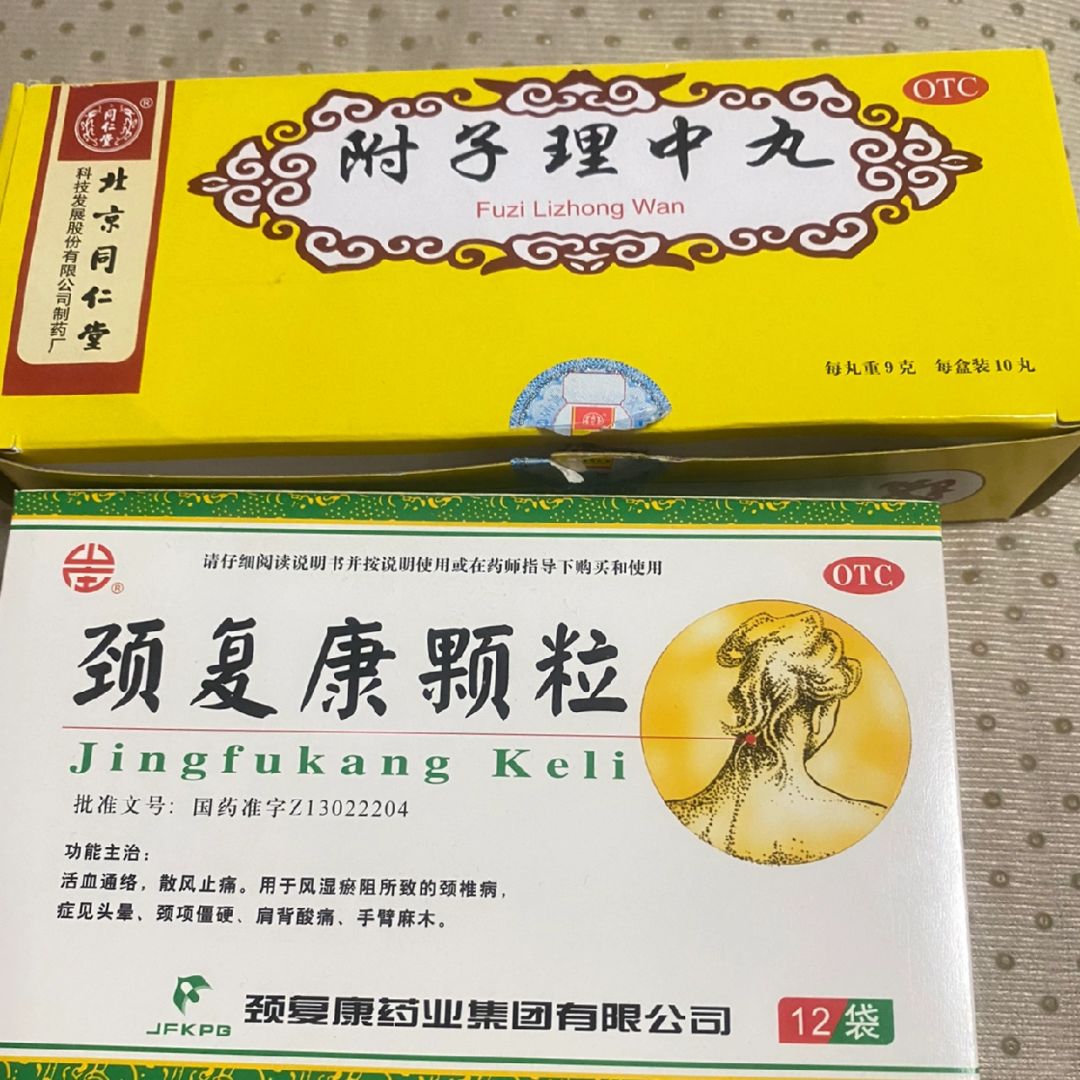 同仁堂
®
北京同仁堂
科技发展股份有限公司制药厂
附子理中丸
Fuzi Lizhong Wan
OTC
每丸重9克 每盒装10丸
®
请仔细阅读说明书并按说明使用或在药师指导下购买和使用
OTC
颈复康颗粒
Jingfukang Keli
批准文号：国药准字Z13022204
功能主治：
活血通络，散风止痛。用于风湿瘀阻所致的颈椎病，
症见头晕、颈项僵硬、肩背酸痛、手臂麻木。
JFKPG
颈复康药业集团有限公司
12袋